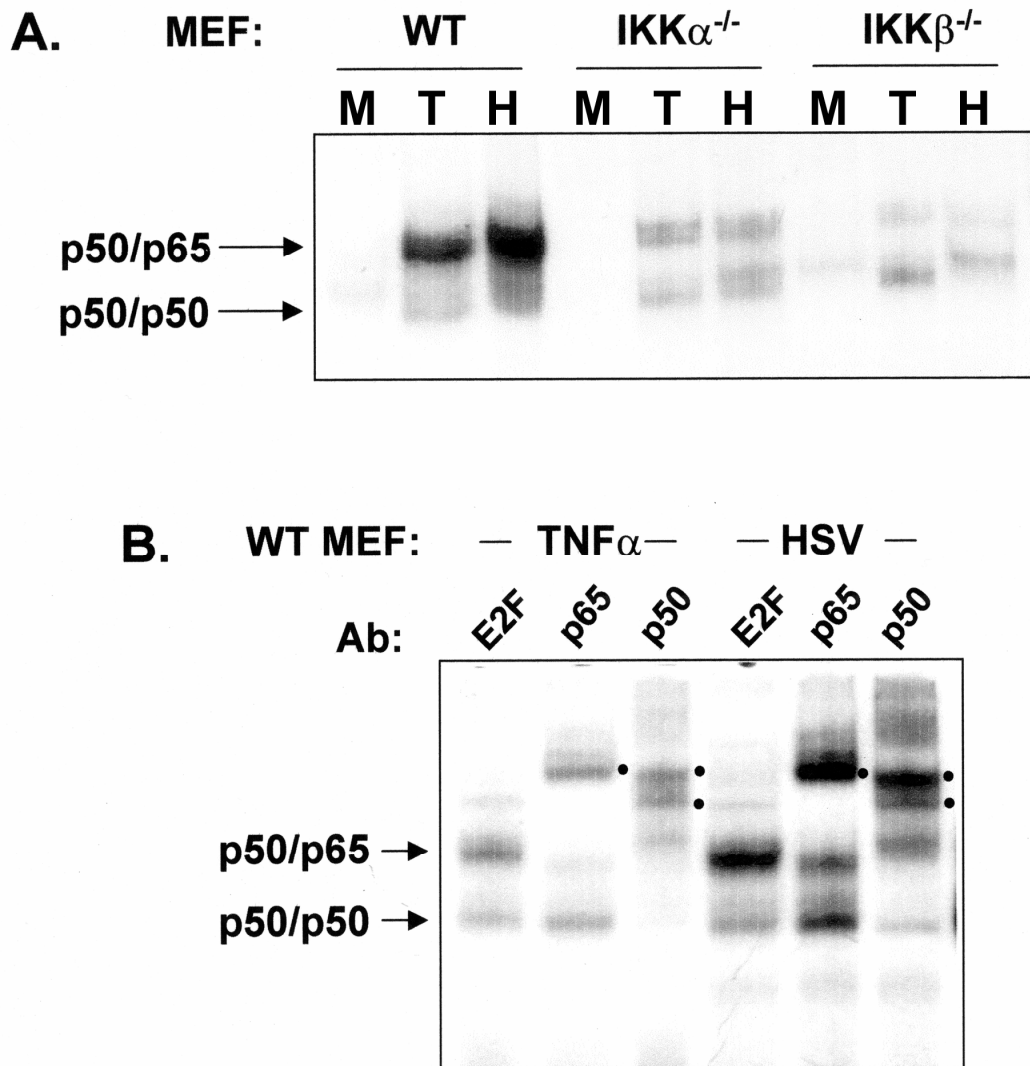 A. MEF: WT IKKα-/- IKKβ-/-
M T H M T H M T H
p50/p65
p50/p50
B. WT MEF: — TNFα — — HSV —
Ab: E2F p65 p50 E2F p65 p50
p50/p65
p50/p50